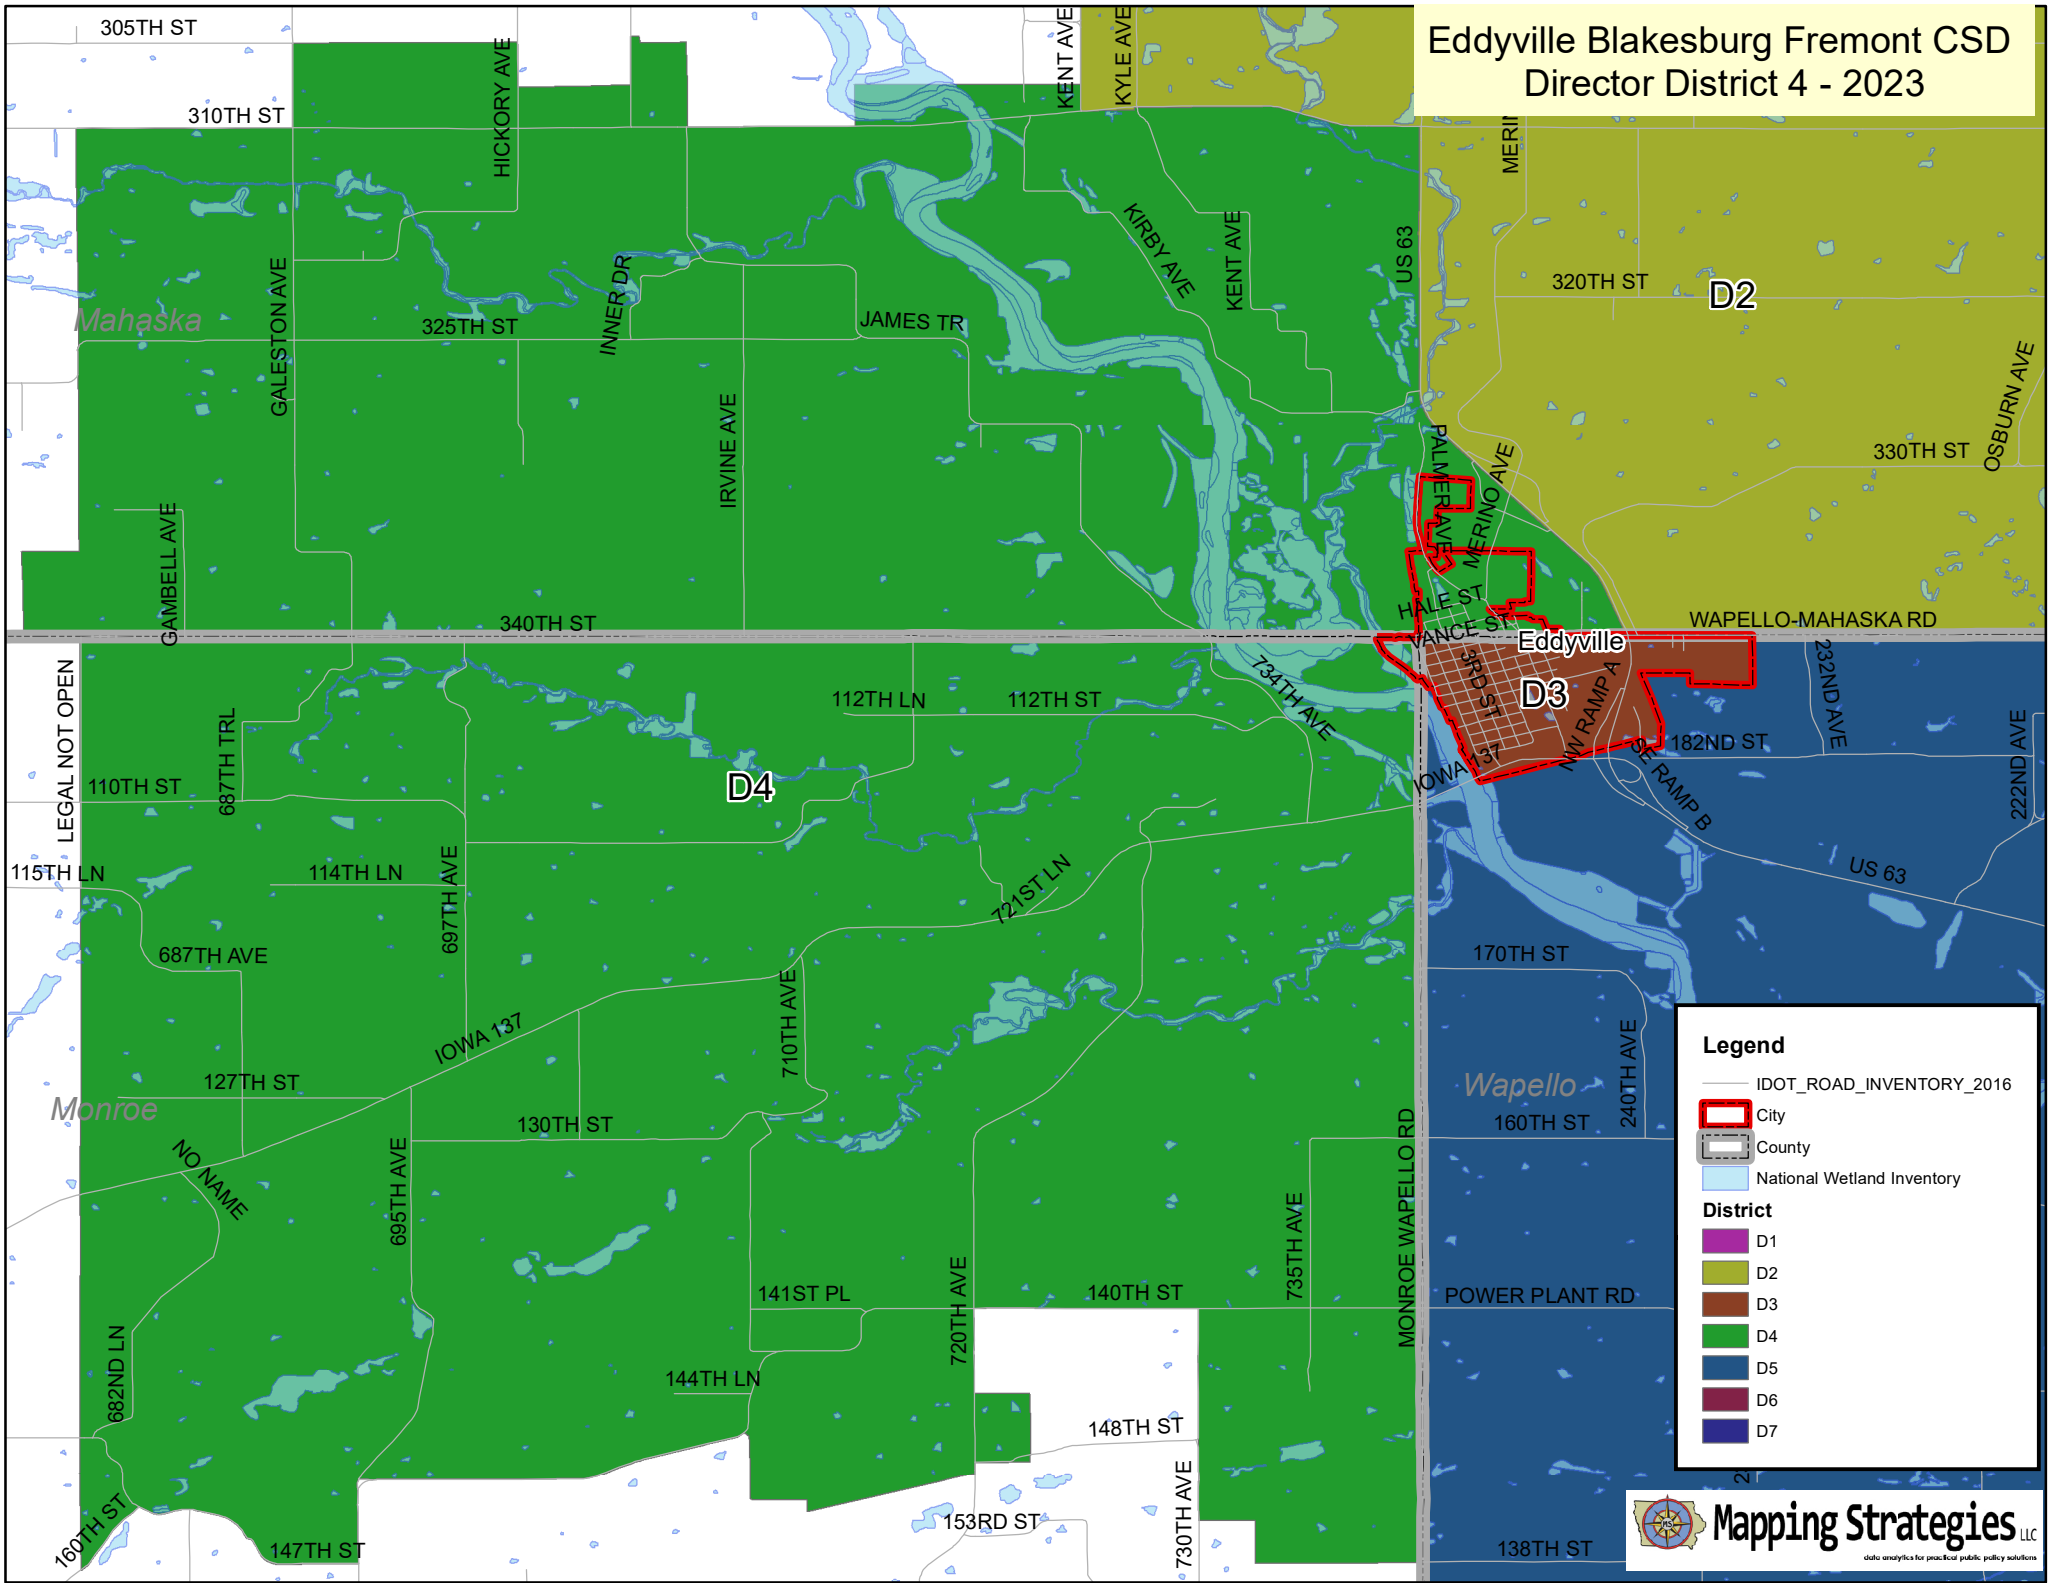 Eddyville Blakesburg Fremont CSD
Director District 4 - 2023
305TH ST
310TH ST
HICKORY AVE
KENT AVE
KYLE AVE
KIRBY AVE
KENT AVE
US 63
320TH ST
D2
Mahaska
GALESTON AVE
325TH ST
INNER DR
JAMES TR
IRVINE AVE
OSBURN AVE
330TH ST
PALMER AVE
MERINO AVE
GAMBELL AVE
340TH ST
HALE ST
VANCE ST
Eddyville
WAPELLO-MAHASKA RD
3RD ST
D3
NW RAMP A
SE RAMP B
182ND ST
232ND AVE
222ND AVE
LEGAL NOT OPEN
687TH TRL
112TH LN
112TH ST
734TH AVE
IOWA 137
110TH ST
D4
115TH LN
114TH LN
697TH AVE
721ST LN
US 63
687TH AVE
710TH AVE
170TH ST
IOWA 137
127TH ST
Monroe
130TH ST
Wapello
240TH AVE
160TH ST
NO NAME
695TH AVE
735TH AVE
MONROE WAPELLO RD
141ST PL
720TH AVE
140TH ST
POWER PLANT RD
682ND LN
144TH LN
148TH ST
730TH AVE
153RD ST
160TH ST
147TH ST
138TH ST
Legend
IDOT_ROAD_INVENTORY_2016
City
County
National Wetland Inventory
District
D1
D2
D3
D4
D5
D6
D7
MS
Mapping Strategies LLC
data analytics for practical public policy solutions